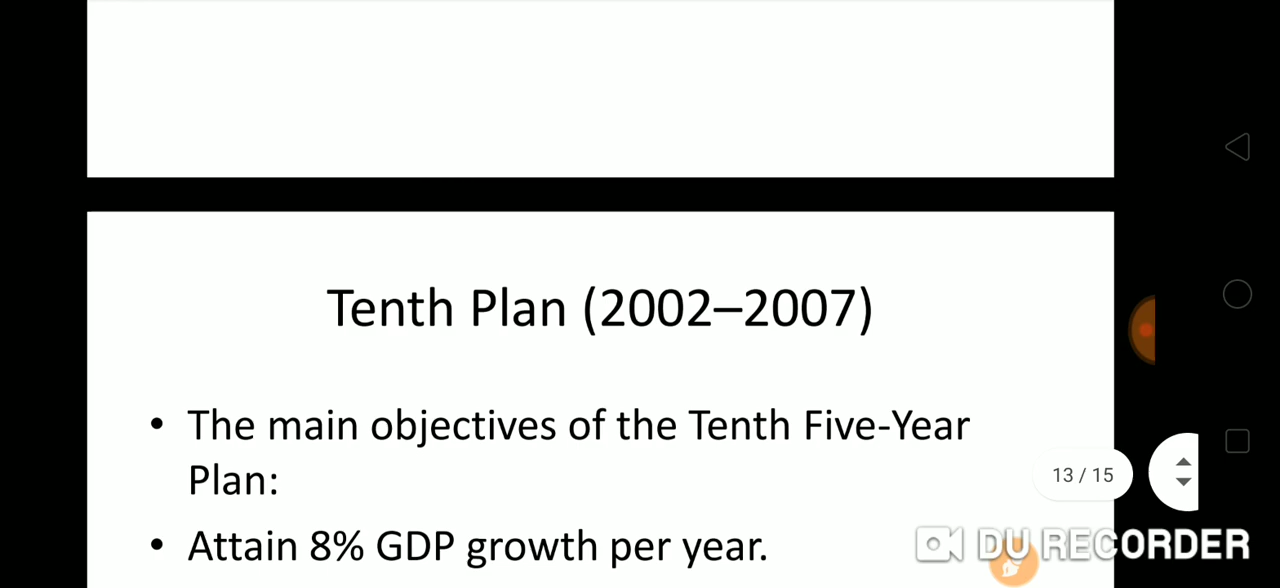 Tenth Plan (2002–2007)
• The main objectives of the Tenth Five-Year
Plan:
13 / 15
• Attain 8% GDP growth per year.
DU RECORDER